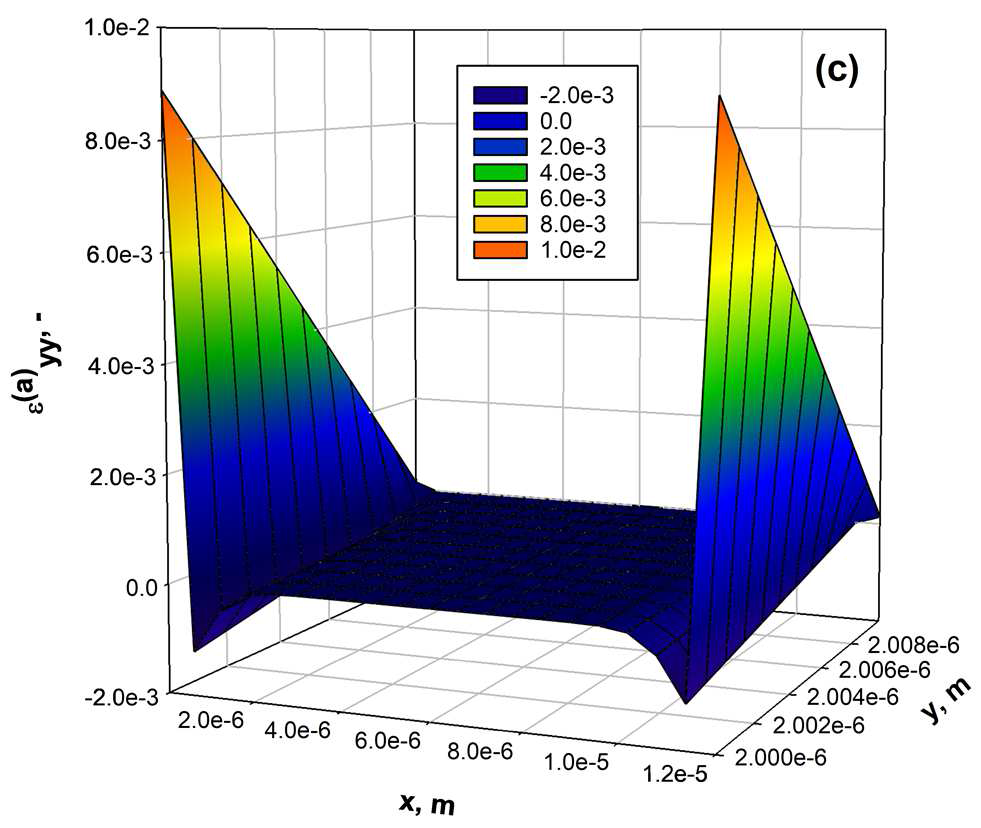 1.0e-2
(c)
-2.0e-3
0.0
2.0e-3
4.0e-3
6.0e-3
8.0e-3
1.0e-2
8.0e-3
6.0e-3
4.0e-3
2.0e-3
0.0
-2.0e-3
ε(a)yy, -
2.0e-6
4.0e-6
6.0e-6
8.0e-6
1.0e-5
1.2e-5
x, m
2.008e-6
2.006e-6
2.004e-6
2.002e-6
2.000e-6
y, m